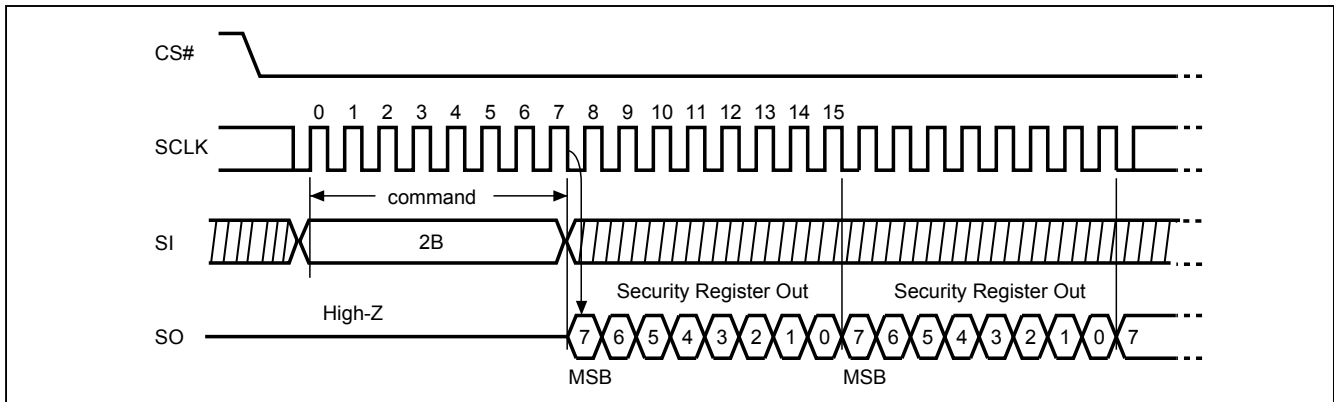 CS#
0 1 2 3 4 5 6 7 8 9 10 11 12 13 14 15
SCLK
command
SI
2B
Security Register Out Security Register Out
High-Z
SO
7 6 5 4 3 2 1 0 7 6 5 4 3 2 1 0 7
MSB MSB